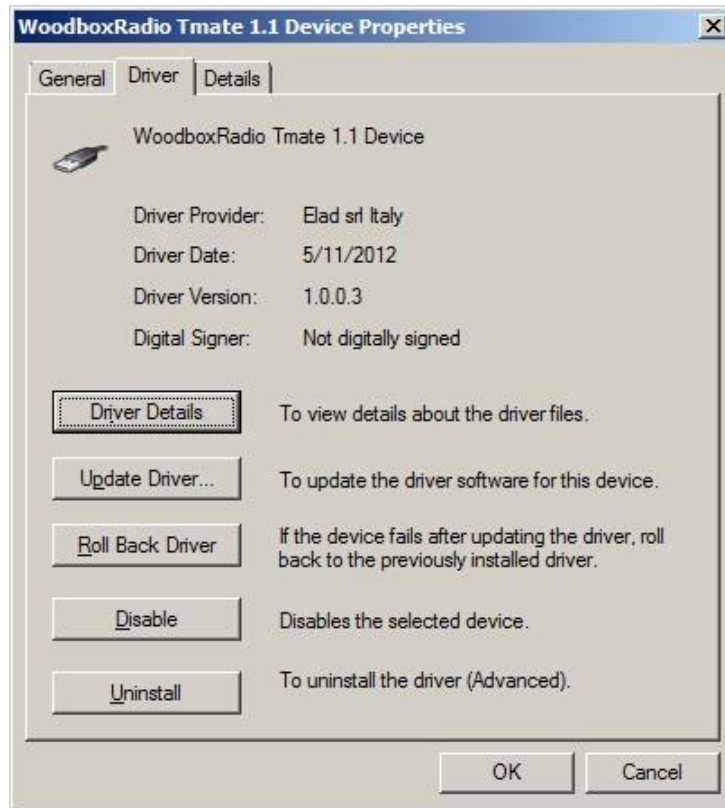 WoodboxRadio Tmate 1.1 Device Properties
General Driver Details
WoodboxRadio Tmate 1.1 Device
Driver Provider: Elad srl Italy
Driver Date: 5/11/2012
Driver Version: 1.0.0.3
Digital Signer: Not digitally signed
Driver Details To view details about the driver files.
Update Driver... To update the driver software for this device.
Roll Back Driver If the device fails after updating the driver, roll
back to the previously installed driver.
Disable Disables the selected device.
Uninstall To uninstall the driver (Advanced).
OK Cancel